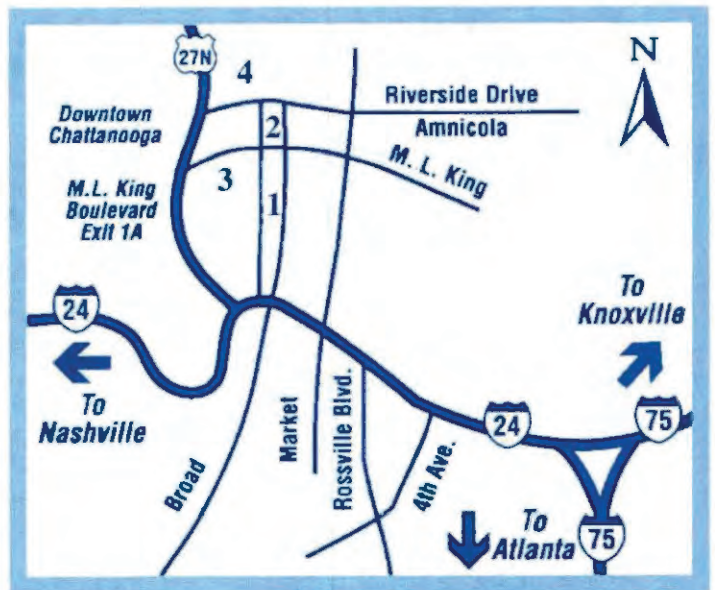 27N
N
4
Riverside Drive
Downtown
Chattanooga
2
Amnicola
M. L. King
3
M.L. King
Boulevard
Exit 1A
1
24
To
Nashville
To
Knoxville
Broad
Market
Rossville Blvd.
4th Ave.
24
75
To
Atlanta
75